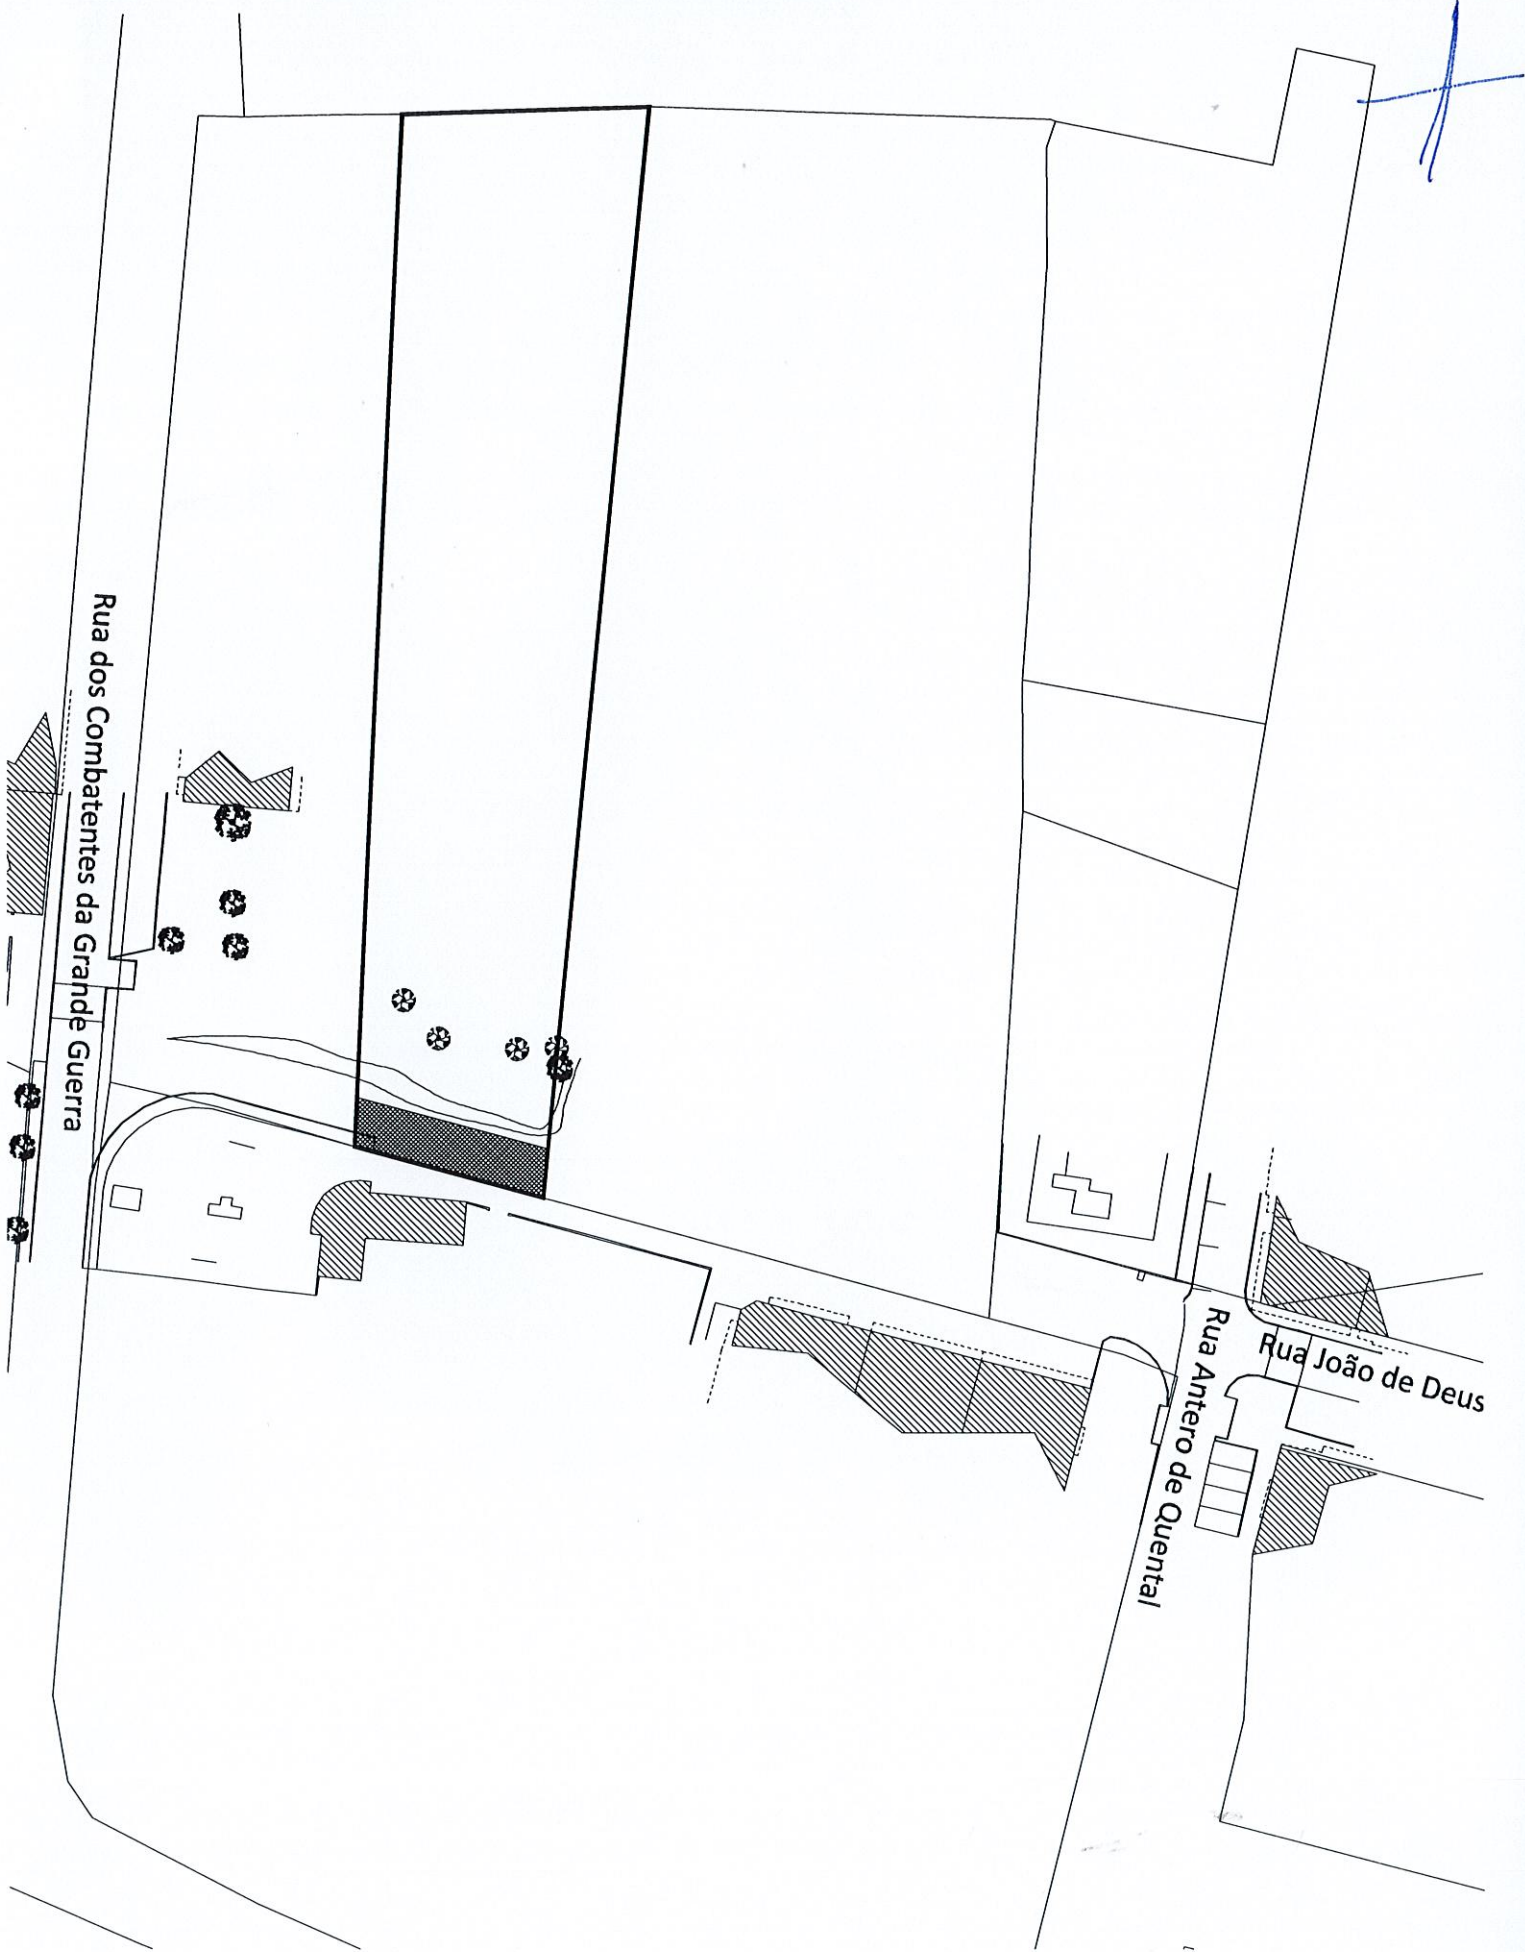 Rua dos Combatentes da Grande Guerra
Rua João de Deus
Rua Antero de Quental